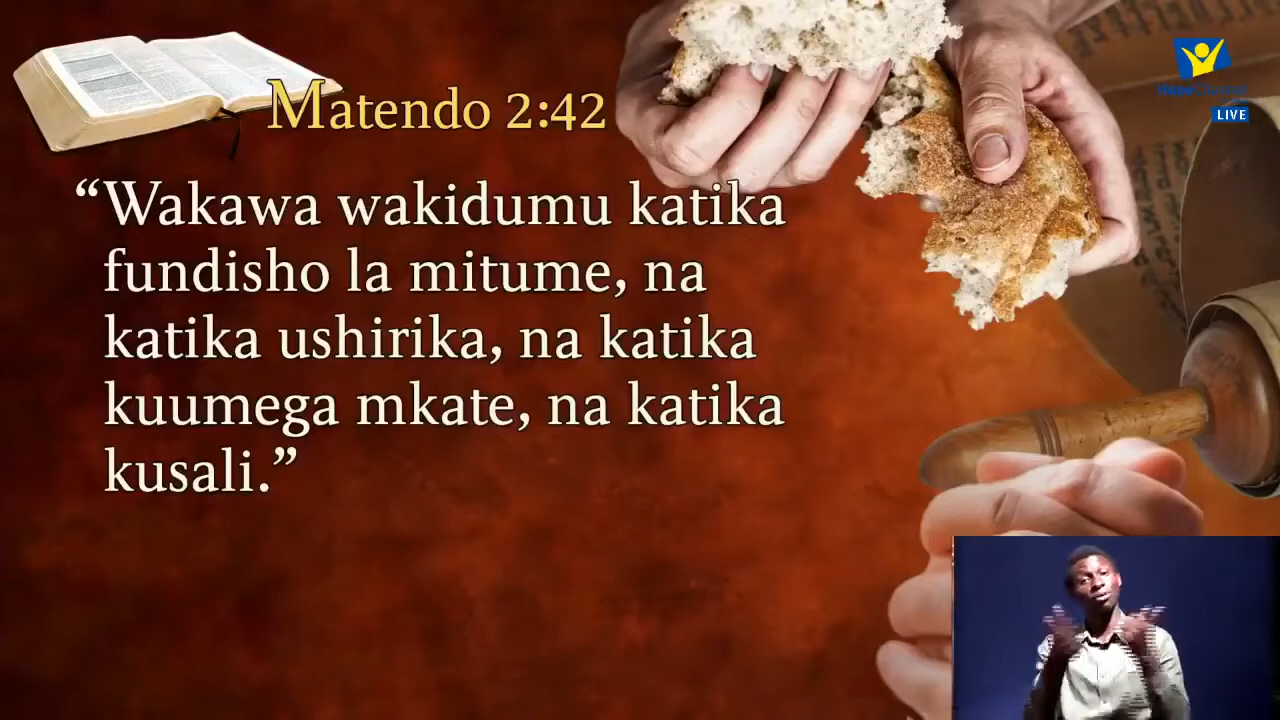 Matendo 2:42
“Wakawa wakidumu katika
fundisho la mitume, na
katika ushirika, na katika
kuumega mkate, na katika
kusali.”
HopeChannel
LIVE